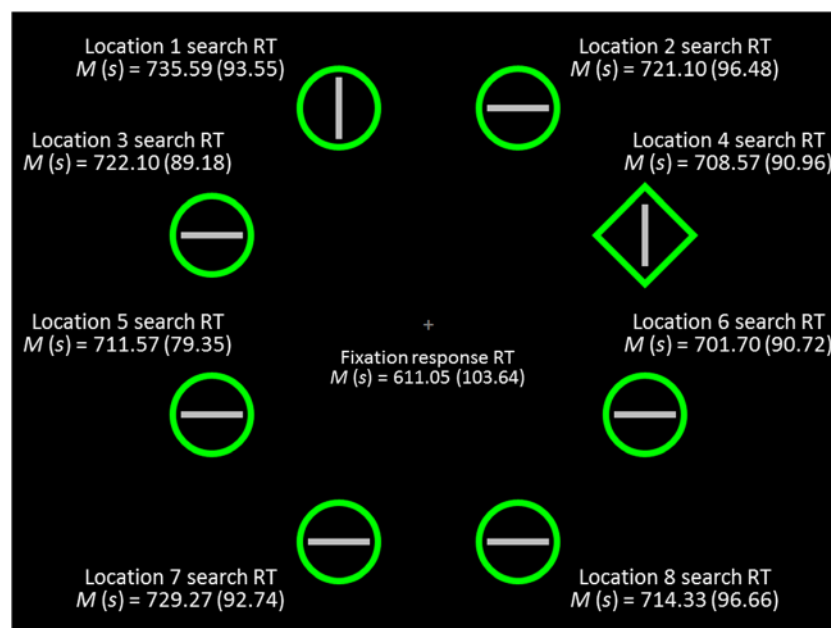 Location 1 search RT
M (s) = 735.59 (93.55)
Location 2 search RT
M (s) = 721.10 (96.48)
Location 3 search RT
M (s) = 722.10 (89.18)
Location 4 search RT
M (s) = 708.57 (90.96)
Location 5 search RT
M (s) = 711.57 (79.35)
Location 6 search RT
M (s) = 701.70 (90.72)
Fixation response RT
M (s) = 611.05 (103.64)
Location 7 search RT
M (s) = 729.27 (92.74)
Location 8 search RT
M (s) = 714.33 (96.66)